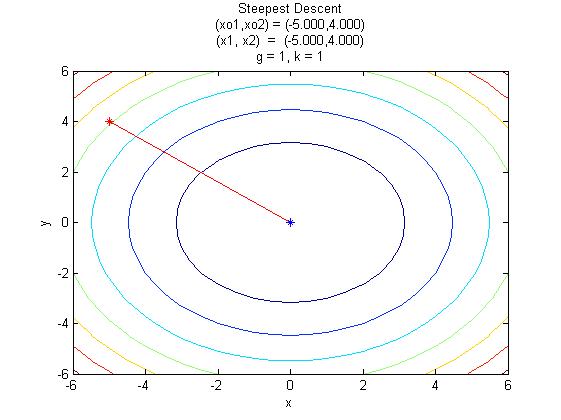 Steepest Descent
(xo1,xo2) = (-5.000,4.000)
(x1, x2)  =  (-5.000,4.000)
g = 1, k = 1
6
4
2
0
-2
-4
-6
y
-6
-4
-2
0
2
4
6
x